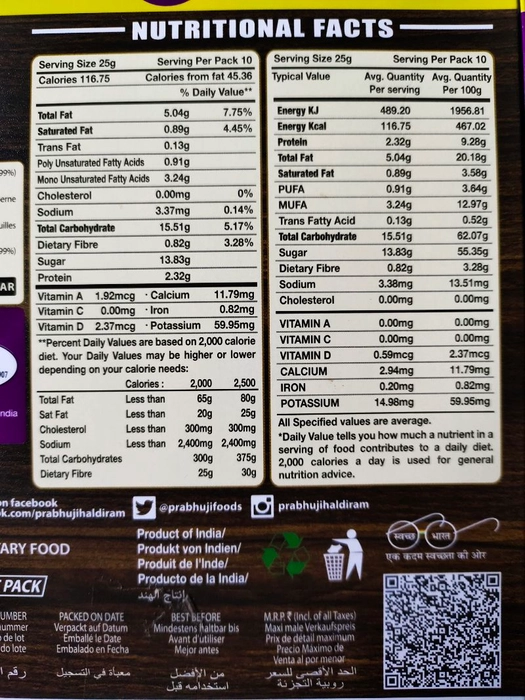 NUTRITIONAL FACTS
Serving Size 25g Serving Per Pack 10
Calories 116.75 Calories from fat 45.36
% Daily Value**
Total Fat 5.04g 7.75%
Saturated Fat 0.89g 4.45%
Trans Fat 0.13g
Poly Unsaturated Fatty Acids 0.91g
Mono Unsaturated Fatty Acids 3.24g
Cholesterol 0.00mg 0%
Sodium 3.37mg 0.14%
Total Carbohydrate 15.51g 5.17%
Dietary Fibre 0.82g 3.28%
Sugar 13.83g
Protein 2.32g
Vitamin A 1.92mcg · Calcium 11.79mg
Vitamin C 0.00mg · Iron 0.82mg
Vitamin D 2.37mcg · Potassium 59.95mg
**Percent Daily Values are based on 2,000 calorie
diet. Your Daily Values may be higher or lower
depending on your calorie needs:
Calories : 2,000 2,500
Total Fat Less than 65g 80g
Sat Fat Less than 20g 25g
Cholesterol Less than 300mg 300mg
Sodium Less than 2,400mg 2,400mg
Total Carbohydrates 300g 375g
Dietary Fibre 25g 30g
Serving Size 25g Serving Per Pack 10
Typical Value Avg. Quantity Avg. Quantity
Per serving Per 100g
Energy KJ 489.20 1956.81
Energy Kcal 116.75 467.02
Protein 2.32g 9.28g
Total Fat 5.04g 20.18g
Saturated Fat 0.89g 3.58g
PUFA 0.91g 3.64g
MUFA 3.24g 12.97g
Trans Fatty Acid 0.13g 0.52g
Total Carbohydrate 15.51g 62.07g
Sugar 13.83g 55.35g
Dietary Fibre 0.82g 3.28g
Sodium 3.38mg 13.51mg
Cholesterol 0.00mg 0.00mg
VITAMIN A 0.00mg 0.00mg
VITAMIN C 0.00mg 0.00mg
VITAMIN D 0.59mcg 2.37mcg
CALCIUM 2.94mg 11.79mg
IRON 0.20mg 0.82mg
POTASSIUM 14.98mg 59.95mg
All Specified values are average.
*Daily Value tells you how much a nutrient in a
serving of food contributes to a daily diet.
2,000 calories a day is used for general
nutrition advice.
99%)
erne
uilles
99%)
AR
007
ndia
n facebook
k.com/prabhujihaldiram @prabhujifoods prabhujihaldiram
ARY FOOD
PACK
Product of India/
Produkt von Indien/
Produit de l'Inde/
Producto de la India/
إنتاج الهند
स्वच्छ भारत
एक कदम स्वच्छता की ओर
UMBER
ummer
de lot
do lote
رقم
PACKED ON DATE
Verpackt auf Datum
Emballé le Date
Embalado en Fecha
معبأة في التسجيل
BEST BEFORE
Mindestens haltbar bis
Avant d'utiliser
Mejor antes
من الأفضل
استخدامه قبل
M.R.P. ₹ (Incl. of all Taxes)
Maxi male Verkaufspreis
Prix de détail maximum
Precio Máximo de
Venta al por menor
الحد الأقصى للسعر
روبية التجزئة